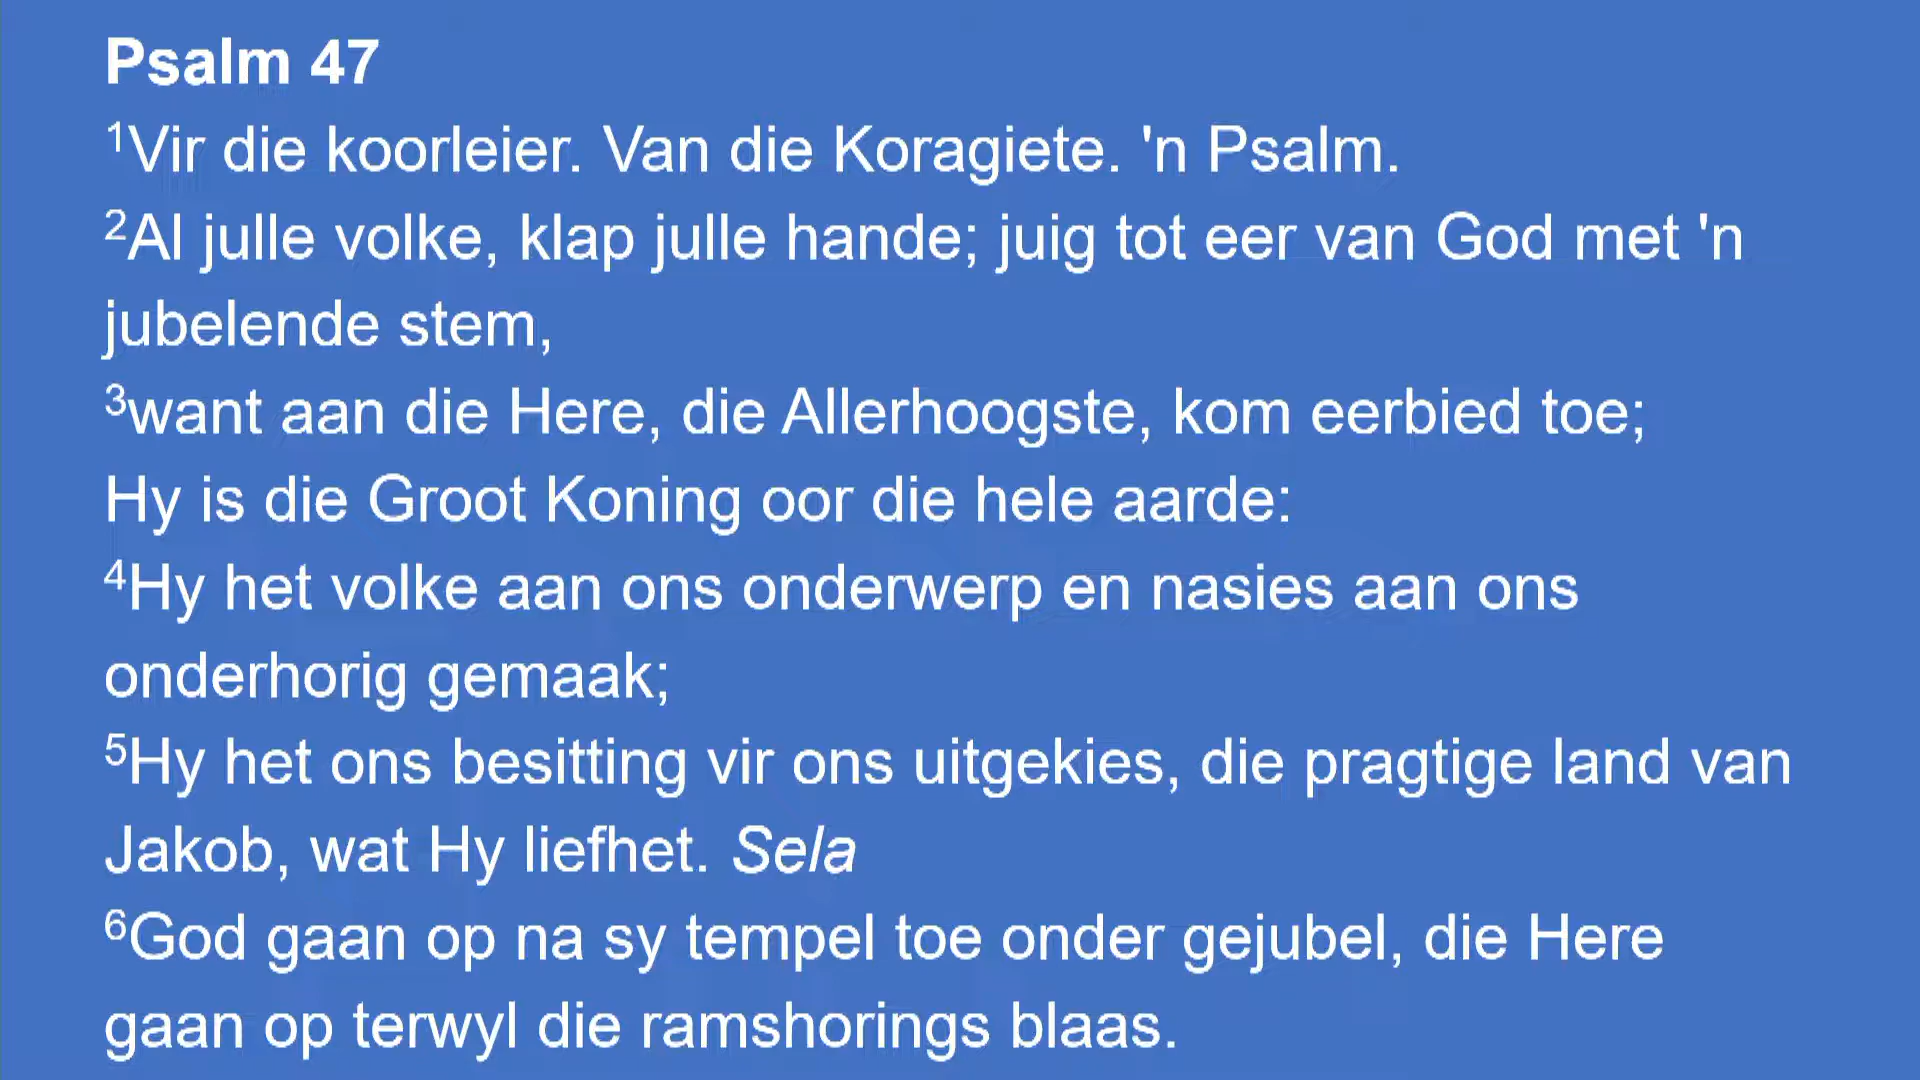 Psalm 47
¹Vir die koorleier. Van die Koragiete. 'n Psalm.
²Al julle volke, klap julle hande; juig tot eer van God met 'n
jubelende stem,
³want aan die Here, die Allerhoogste, kom eerbied toe;
Hy is die Groot Koning oor die hele aarde:
⁴Hy het volke aan ons onderwerp en nasies aan ons
onderhorig gemaak;
⁵Hy het ons besitting vir ons uitgekies, die pragtige land van
Jakob, wat Hy liefhet. Sela
⁶God gaan op na sy tempel toe onder gejubel, die Here
gaan op terwyl die ramshorings blaas.